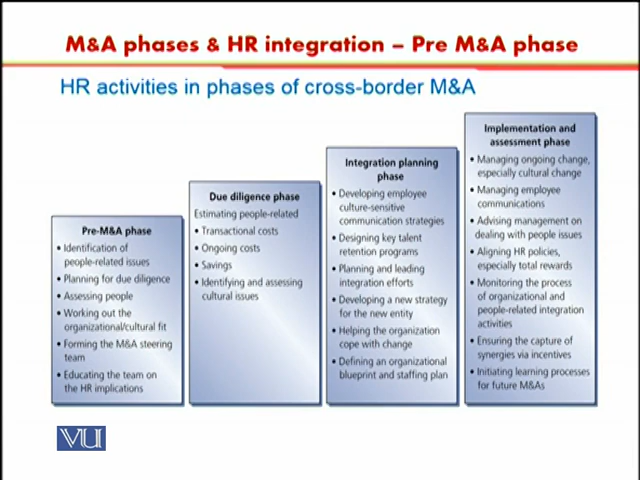 M&A phases & HR integration – Pre M&A phase
HR activities in phases of cross-border M&A
Pre-M&A phase
• Identification of
people-related issues
• Planning for due diligence
• Assessing people
• Working out the
organizational/cultural fit
• Forming the M&A steering
team
• Educating the team on
the HR implications
Due diligence phase
Estimating people-related
• Transactional costs
• Ongoing costs
• Savings
• Identifying and assessing
cultural issues
Integration planning
phase
• Developing employee
culture-sensitive
communication strategies
• Designing key talent
retention programs
• Planning and leading
integration efforts
• Developing a new strategy
for the new entity
• Helping the organization
cope with change
• Defining an organizational
blueprint and staffing plan
Implementation and
assessment phase
• Managing ongoing change,
especially cultural change
• Managing employee
communications
• Advising management on
dealing with people issues
• Aligning HR policies,
especially total rewards
• Monitoring the process
of organizational and
people-related integration
activities
• Ensuring the capture of
synergies via incentives
• Initiating learning processes
for future M&As
VU